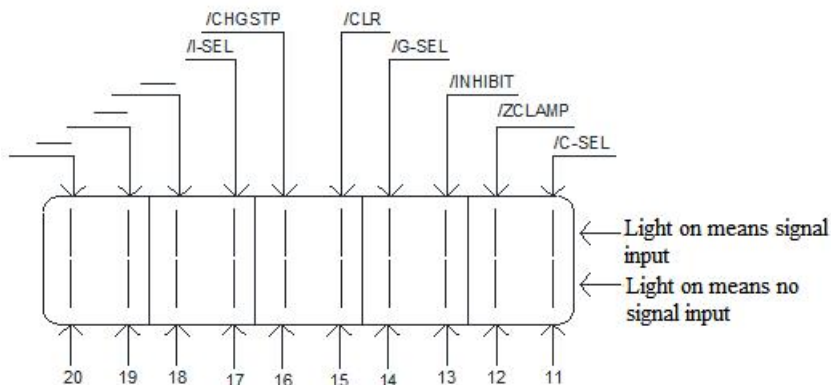 /CHGSTP
/CLR
/I-SEL
/G-SEL
/INHIBIT
/ZCLAMP
/C-SEL
Light on means signal
input
Light on means no
signal input
20 19 18 17 16 15 14 13 12 11